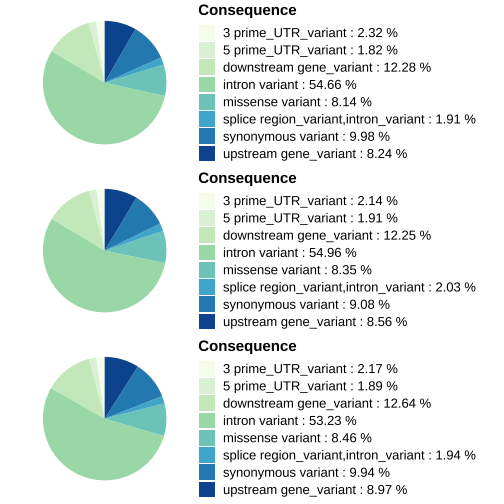 Consequence
3 prime_UTR_variant : 2.32 %
5 prime_UTR_variant : 1.82 %
downstream gene_variant : 12.28 %
intron variant : 54.66 %
missense variant : 8.14 %
splice region_variant,intron_variant : 1.91 %
synonymous variant : 9.98 %
upstream gene_variant : 8.24 %
Consequence
3 prime_UTR_variant : 2.14 %
5 prime_UTR_variant : 1.91 %
downstream gene_variant : 12.25 %
intron variant : 54.96 %
missense variant : 8.35 %
splice region_variant,intron_variant : 2.03 %
synonymous variant : 9.08 %
upstream gene_variant : 8.56 %
Consequence
3 prime_UTR_variant : 2.17 %
5 prime_UTR_variant : 1.89 %
downstream gene_variant : 12.64 %
intron variant : 53.23 %
missense variant : 8.46 %
splice region_variant,intron_variant : 1.94 %
synonymous variant : 9.94 %
upstream gene_variant : 8.97 %